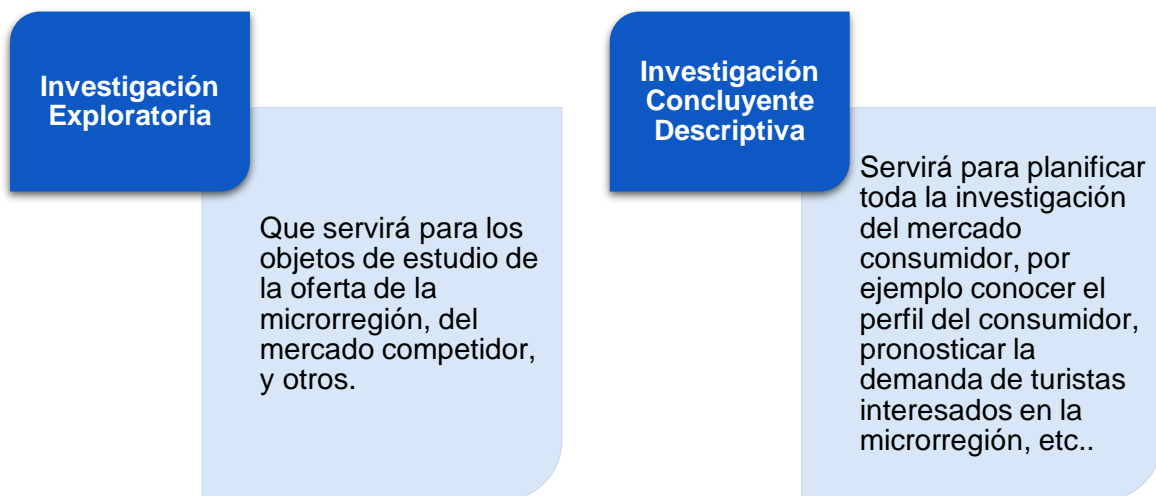 Investigación
Exploratoria
Que servirá para los
objetos de estudio de
la oferta de la
microrregión, del
mercado competidor,
y otros.
Investigación
Concluyente
Descriptiva
Servirá para planificar
toda la investigación
del mercado
consumidor, por
ejemplo conocer el
perfil del consumidor,
pronosticar la
demanda de turistas
interesados en la
microrregión, etc..